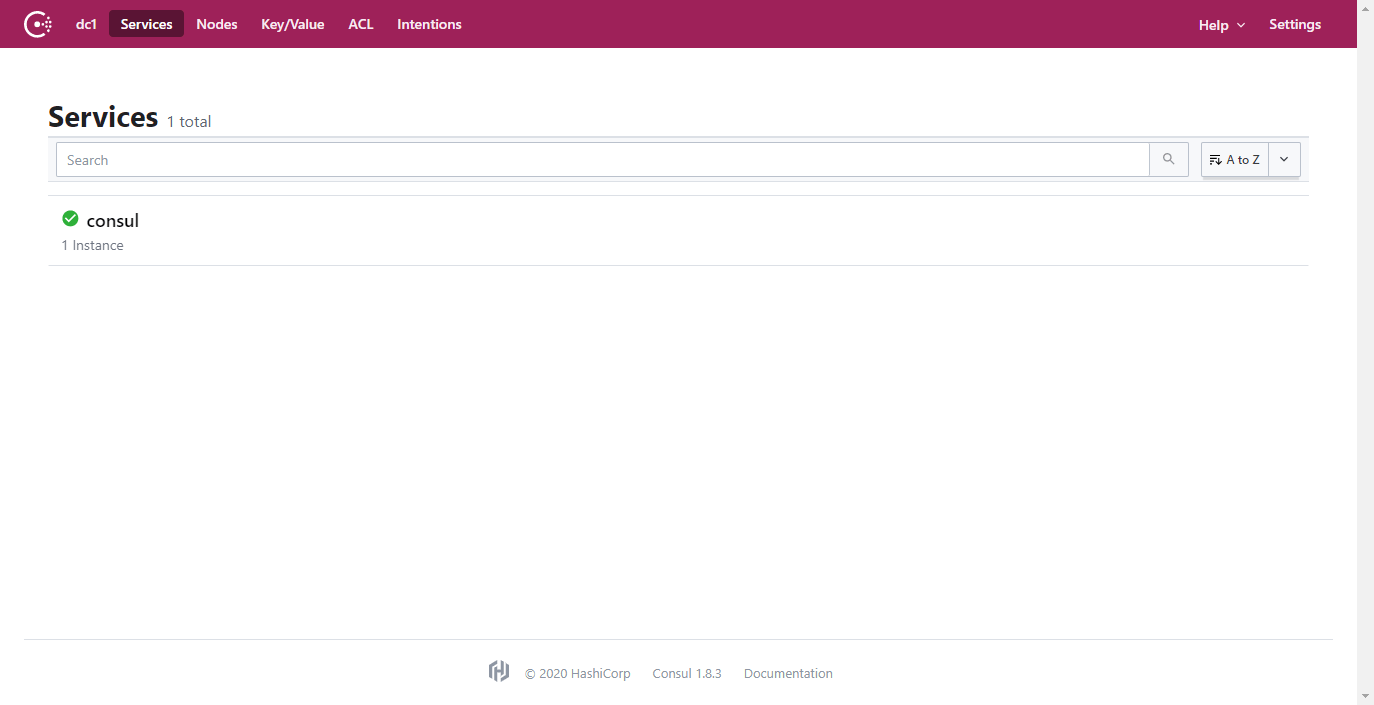 dc1 Services Nodes Key/Value ACL Intentions Help Settings
Services 1 total
Search A to Z
consul
1 Instance
© 2020 HashiCorp Consul 1.8.3 Documentation